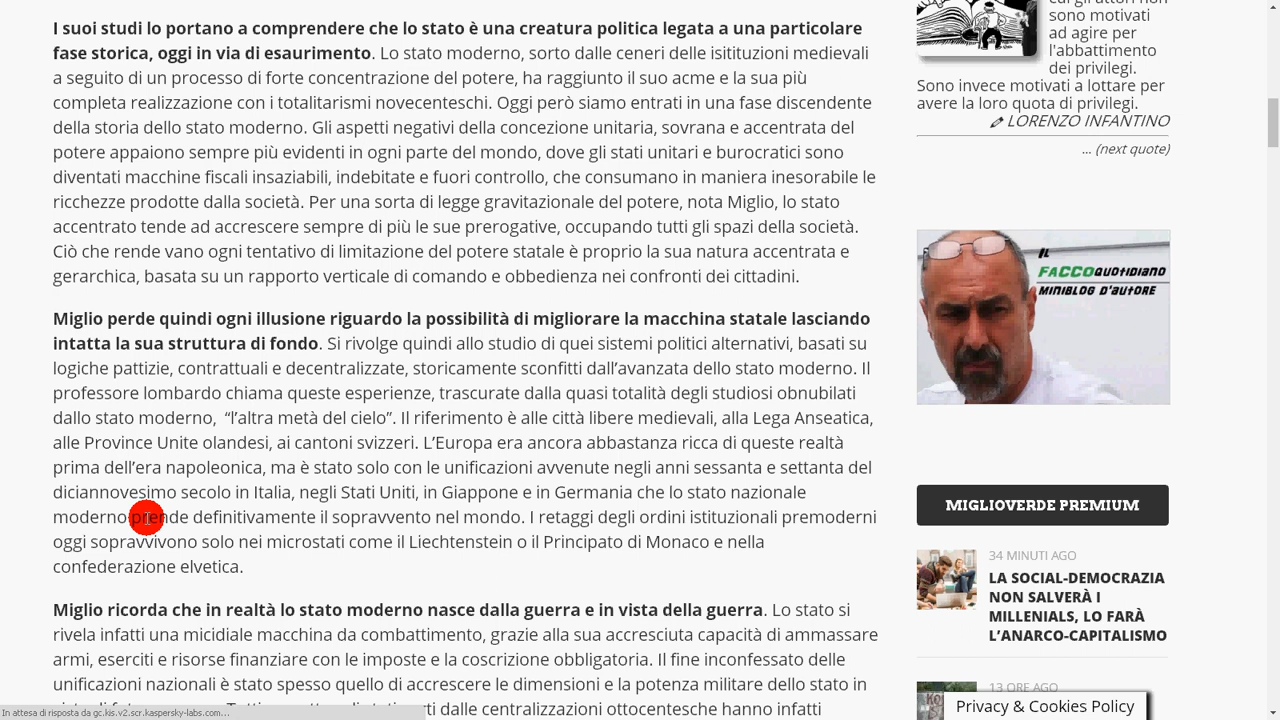 I suoi studi lo portano a comprendere che lo stato è una creatura politica legata a una particolare
fase storica, oggi in via di esaurimento. Lo stato moderno, sorto dalle ceneri delle isitituzioni medievali
a seguito di un processo di forte concentrazione del potere, ha raggiunto il suo acme e la sua più
completa realizzazione con i totalitarismi novecenteschi. Oggi però siamo entrati in una fase discendente
della storia dello stato moderno. Gli aspetti negativi della concezione unitaria, sovrana e accentrata del
potere appaiono sempre più evidenti in ogni parte del mondo, dove gli stati unitari e burocratici sono
diventati macchine fiscali insaziabili, indebitate e fuori controllo, che consumano in maniera inesorabile le
ricchezze prodotte dalla società. Per una sorta di legge gravitazionale del potere, nota Miglio, lo stato
accentrato tende ad accrescere sempre di più le sue prerogative, occupando tutti gli spazi della società.
Ciò che rende vano ogni tentativo di limitazione del potere statale è proprio la sua natura accentrata e
gerarchica, basata su un rapporto verticale di comando e obbedienza nei confronti dei cittadini.
Miglio perde quindi ogni illusione riguardo la possibilità di migliorare la macchina statale lasciando
intatta la sua struttura di fondo. Si rivolge quindi allo studio di quei sistemi politici alternativi, basati su
logiche pattizie, contrattuali e decentralizzate, storicamente sconfitti dall’avanzata dello stato moderno. Il
professore lombardo chiama queste esperienze, trascurate dalla quasi totalità degli studiosi obnubilati
dallo stato moderno, “l’altra metà del cielo”. Il riferimento è alle città libere medievali, alla Lega Anseatica,
alle Province Unite olandesi, ai cantoni svizzeri. L’Europa era ancora abbastanza ricca di queste realtà
prima dell’era napoleonica, ma è stato solo con le unificazioni avvenute negli anni sessanta e settanta del
diciannovesimo secolo in Italia, negli Stati Uniti, in Giappone e in Germania che lo stato nazionale
moderno prende definitivamente il sopravvento nel mondo. I retaggi degli ordini istituzionali premoderni
oggi sopravvivono solo nei microstati come il Liechtenstein o il Principato di Monaco e nella
confederazione elvetica.
Miglio ricorda che in realtà lo stato moderno nasce dalla guerra e in vista della guerra. Lo stato si
rivela infatti una micidiale macchina da combattimento, grazie alla sua accresciuta capacità di ammassare
armi, eserciti e risorse finanziare con le imposte e la coscrizione obbligatoria. Il fine inconfessato delle
unificazioni nazionali è stato spesso quello di accrescere le dimensioni e la potenza militare dello stato in
dalle centralizzazioni ottocentesche hanno infatti
In attesa di risposta da gc.kis.v2.scr.kaspersky-labs.com...
sono motivati
ad agire per
l'abbattimento
dei privilegi.
Sono invece motivati a lottare per
avere la loro quota di privilegi.
LORENZO INFANTINO
... (next quote)
IL
FACCOQUOTIDIANO
MINIBLOG D'AUTORE
MIGLIOVERDE PREMIUM
34 MINUTI AGO
LA SOCIAL-DEMOCRAZIA
NON SALVERÀ I
MILLENIALS, LO FARÀ
L’ANARCO-CAPITALISMO
13 ORE AGO
Privacy & Cookies Policy